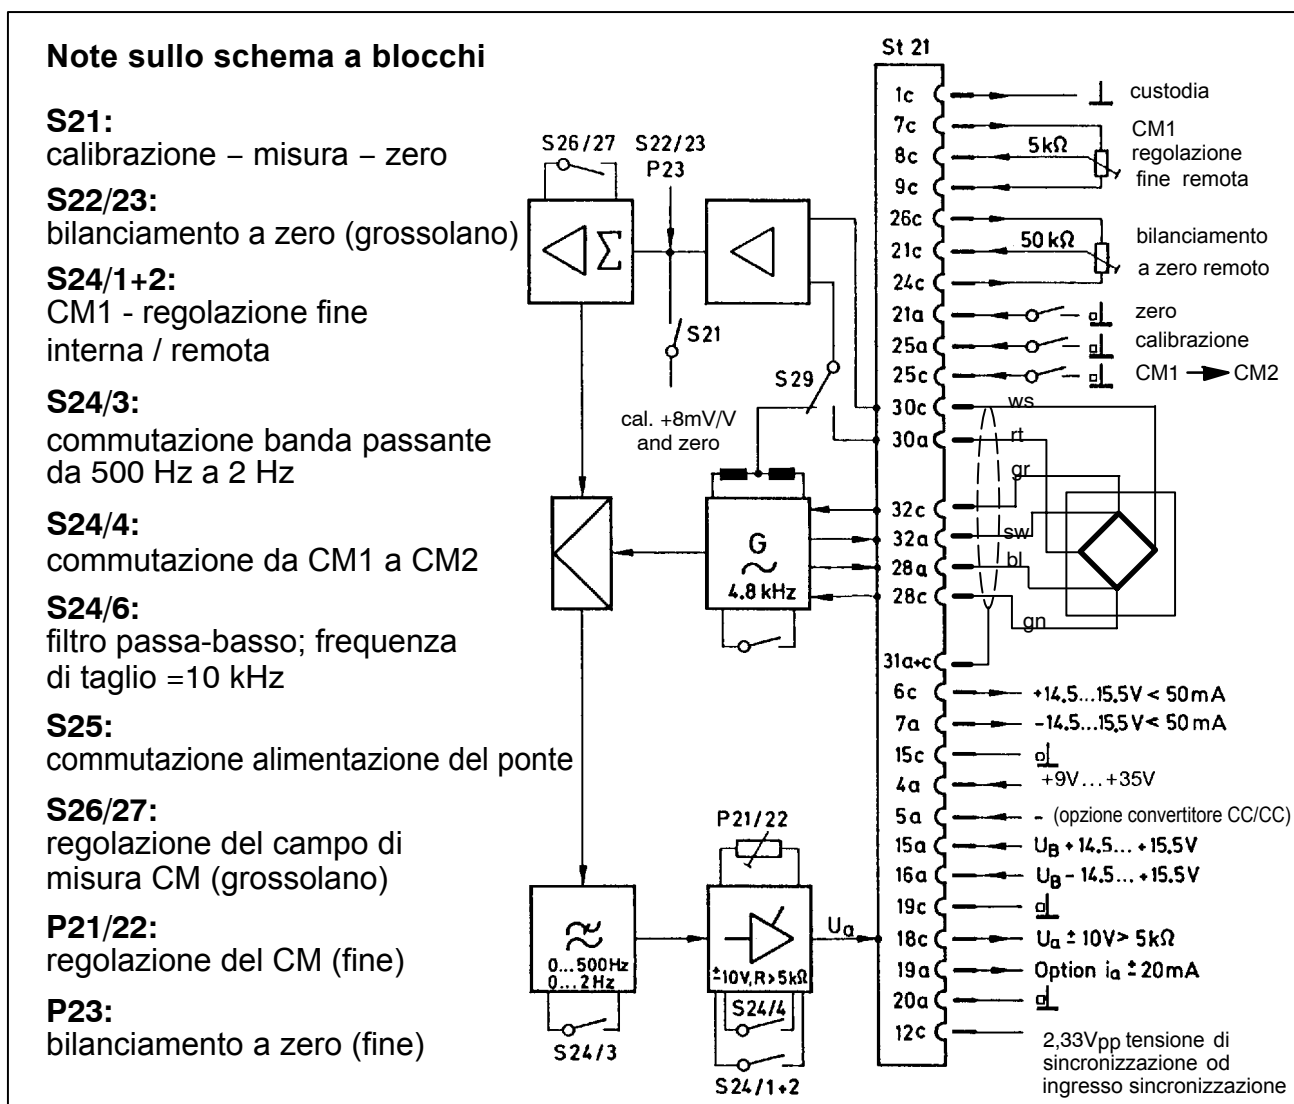 Note sullo schema a blocchi
S21:
calibrazione – misura – zero
S22/23:
bilanciamento a zero (grossolano)
S24/1+2:
CM1 - regolazione fine
interna / remota
S24/3:
commutazione banda passante
da 500 Hz a 2 Hz
S24/4:
commutazione da CM1 a CM2
S24/6:
filtro passa-basso; frequenza
di taglio =10 kHz
S25:
commutazione alimentazione del ponte
S26/27:
regolazione del campo di
misura CM (grossolano)
P21/22:
regolazione del CM (fine)
P23:
bilanciamento a zero (fine)
S26/27
S22/23
P23
Σ
S21
S29
cal. +8mV/V
and zero
G
~
4.8 kHz
0...500Hz
0...2Hz
S24/3
P21/22
±10V, R>5kΩ
S24/4
S24/1+2
Ua
St 21
1c custodia
7c CM1
8c 5kΩ regolazione
9c fine remota
26c
21c 50kΩ bilanciamento
24c a zero remoto
21a zero
25a calibrazione
25c CM1 → CM2
30c ws
30a rt
gr
32c
32a sw
28a bl
28c gn
31a+c
6c +14.5...15.5V < 50mA
7a -14.5...15.5V < 50mA
15c
4a +9V...+35V
5a - (opzione convertitore CC/CC)
15a UB + 14.5... +15.5V
16a UB - 14.5... +15.5V
19c
18c Ua ± 10V > 5kΩ
19a Option ia ± 20mA
20a
12c 2,33Vpp tensione di
sincronizzazione od
ingresso sincronizzazione